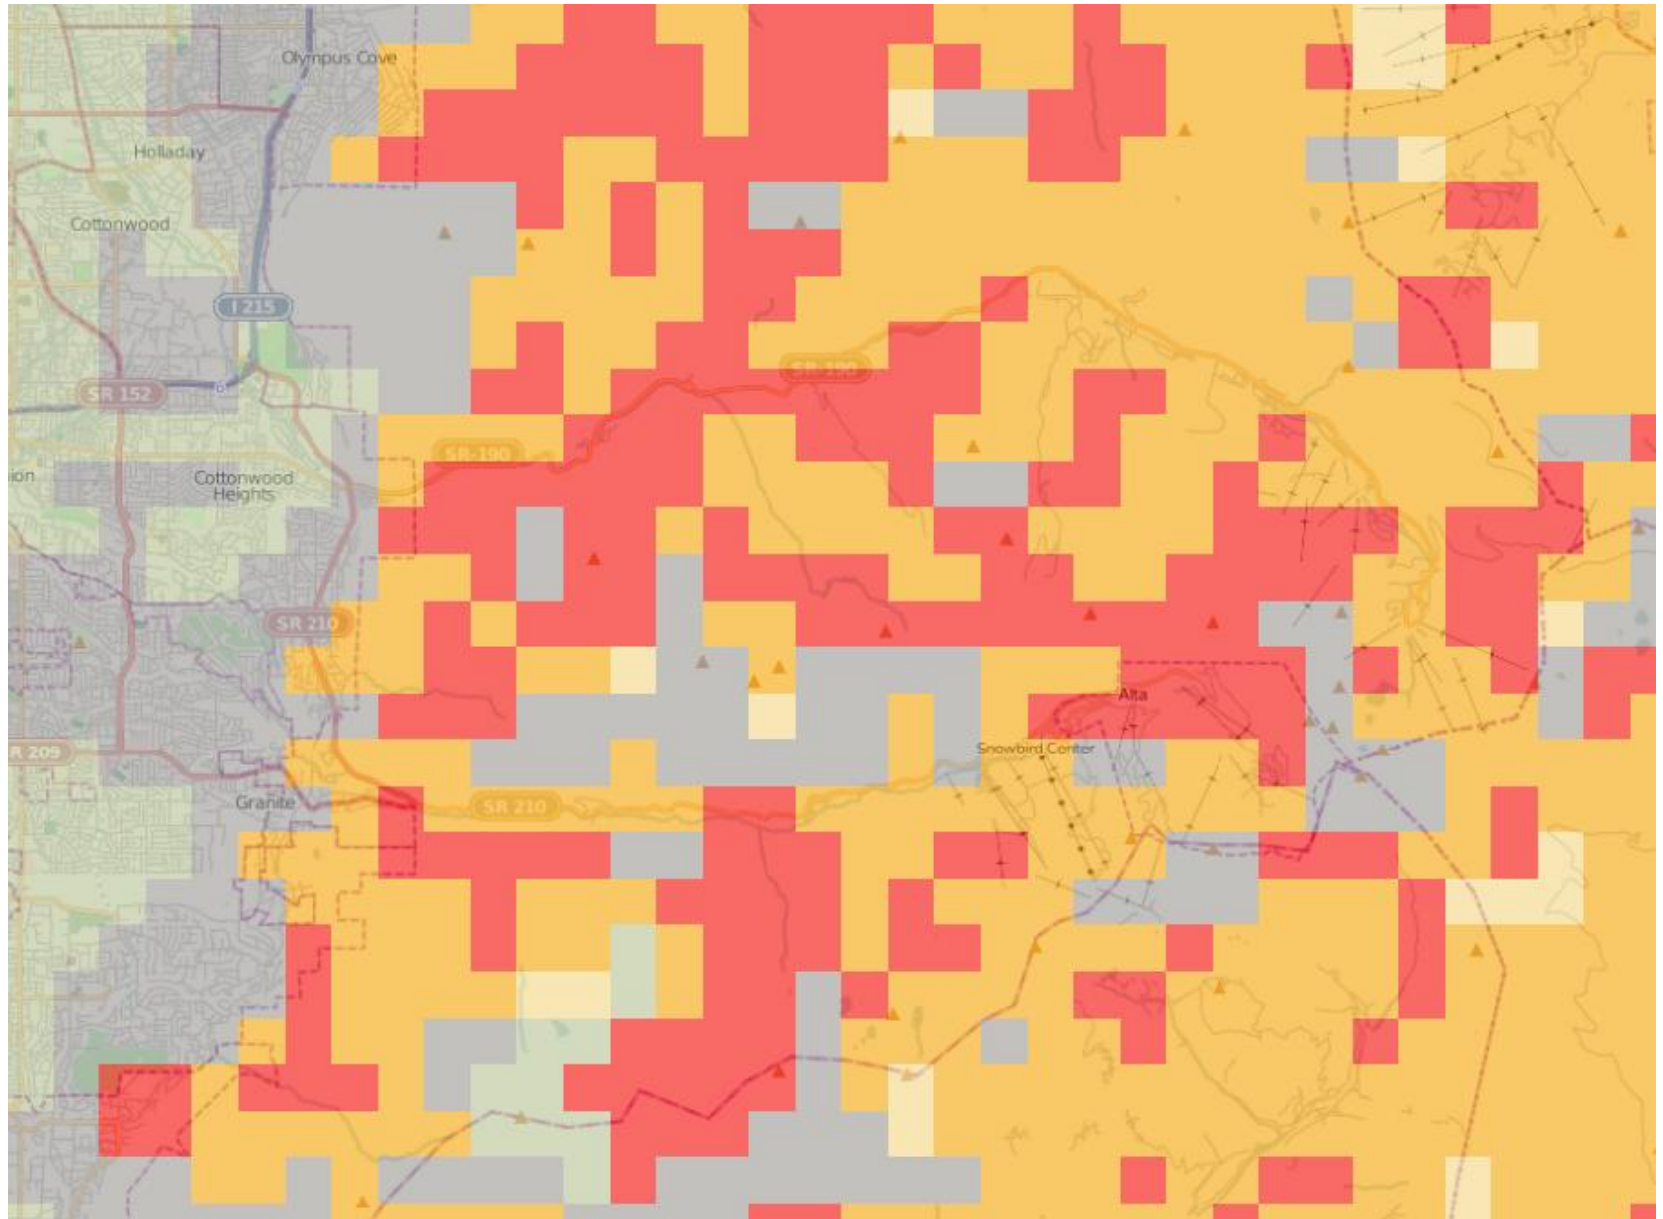 Olympus Cove
Holladay
Cottonwood
I 215
SR 190
SR 152
SR-190
ion
Cottonwood
Heights
SR 210
Alta
R 209
Snowbird Center
Granite
SR 210